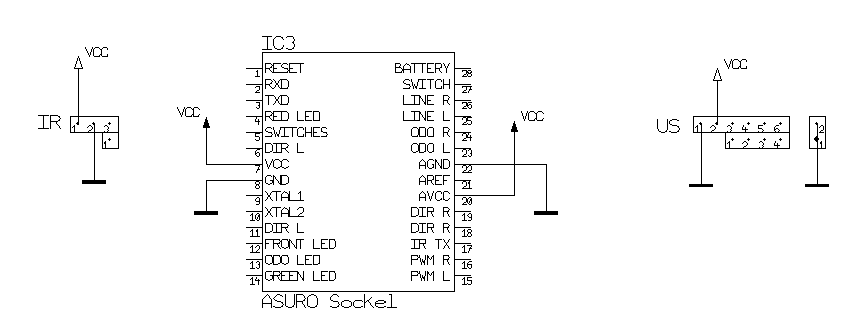 IC3
VCC
IR
1 2 3
1
VCC
1 RESET
2 RXD
3 TXD
4 RED LED
5 SWITCHES
6 DIR L
7 VCC
8 GND
9 XTAL1
10 XTAL2
11 DIR L
12 FRONT LED
13 ODO LED
14 GREEN LED
BATTERY 28
SWITCH 27
LINE R 26
LINE L 25
ODO R 24
ODO L 23
AGND 22
AREF 21
AVCC 20
DIR R 19
DIR R 18
IR TX 17
PWM R 16
PWM L 15
ASURO Sockel
VCC
VCC
US
1 2 3 4 5 6
1 2 3 4
2
1